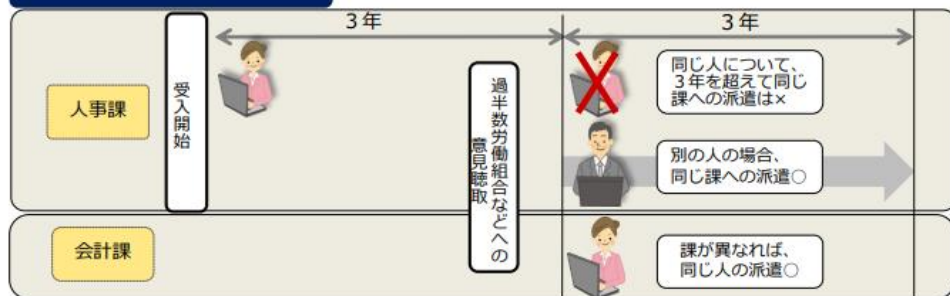 3年
3年
人事課
受入開始
過半数労働組合などへの
意見聴取
同じ人について、
3年を超えて同じ
課への派遣は×
別の人の場合、
同じ課への派遣○
会計課
課が異なれば、
同じ人の派遣○